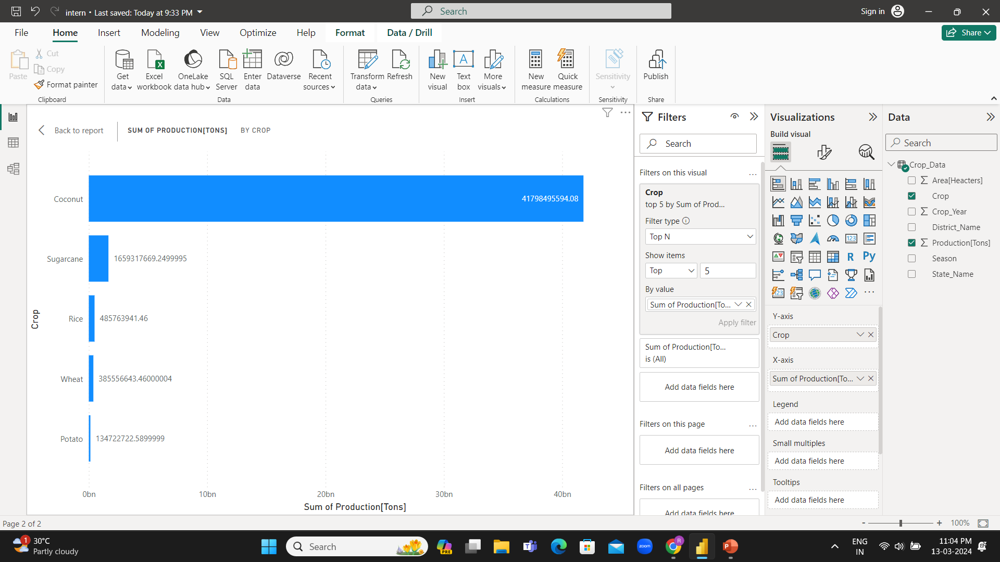 intern • Last saved: Today at 9:33 PM
Search
Sign in
File
Home
Insert
Modeling
View
Optimize
Help
Format
Data / Drill
Share
Paste
Cut
Copy
Format painter
Clipboard
Get data
Excel workbook
OneLake data hub
SQL Server
Enter data
Dataverse
Recent sources
Data
Transform data
Refresh
Queries
New visual
Text box
More visuals
Insert
New measure
Quick measure
Calculations
Sensitivity
Sensitivity
Publish
Share
Back to report
SUM OF PRODUCTION[TONS]
BY CROP
Crop
Coconut
41798495594.08
Sugarcane
1659317669.2499995
Rice
485763941.46
Wheat
385556643.46000004
Potato
134722722.5899999
0bn
10bn
20bn
30bn
40bn
Sum of Production[Tons]
Filters
Search
Filters on this visual
...
Crop
top 5 by Sum of Prod...
Filter type
Top N
Show items
Top
5
By value
Sum of Production[To...
Apply filter
Sum of Production[To...
is (All)
Add data fields here
Filters on this page
...
Add data fields here
Filters on all pages
...
Add data fields here
Visualizations
Build visual
123
R
Py
123
...
Y-axis
Crop
X-axis
Sum of Production[To...
Legend
Add data fields here
Small multiples
Add data fields here
Tooltips
Add data fields here
Data
Search
Crop_Data
Area[Heacters]
Crop
Crop_Year
District_Name
Production[Tons]
Season
State_Name
Page 2 of 2
- + 100%
1
30°C
Partly cloudy
Search
PRE
zoom
R
P
ENG
IN
11:04 PM
13-03-2024